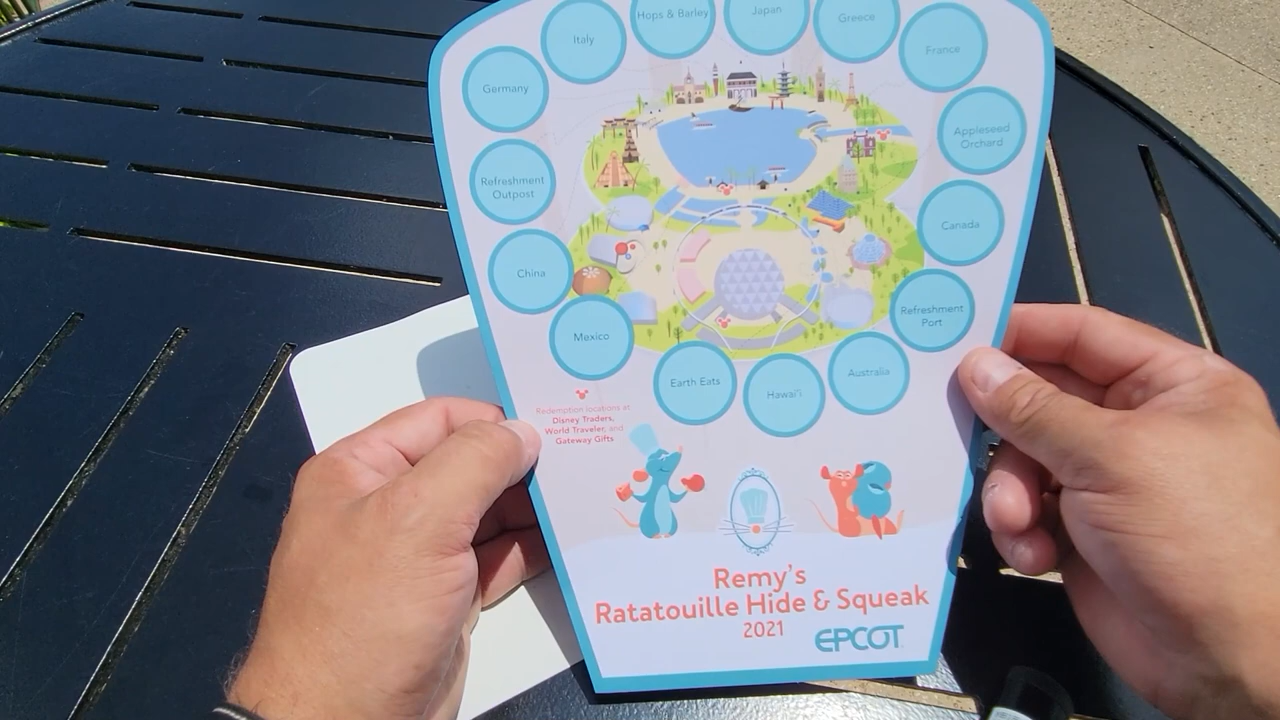 Hops & Barley
Japan
Greece
Italy
France
Germany
Appleseed
Orchard
Refreshment
Outpost
Canada
China
Refreshment
Port
Mexico
Earth Eats
Hawai'i
Australia
Redemption locations at
Disney Traders,
World Traveler, and
Gateway Gifts
Remy's
Ratatouille Hide & Squeak
2021
EPCOT